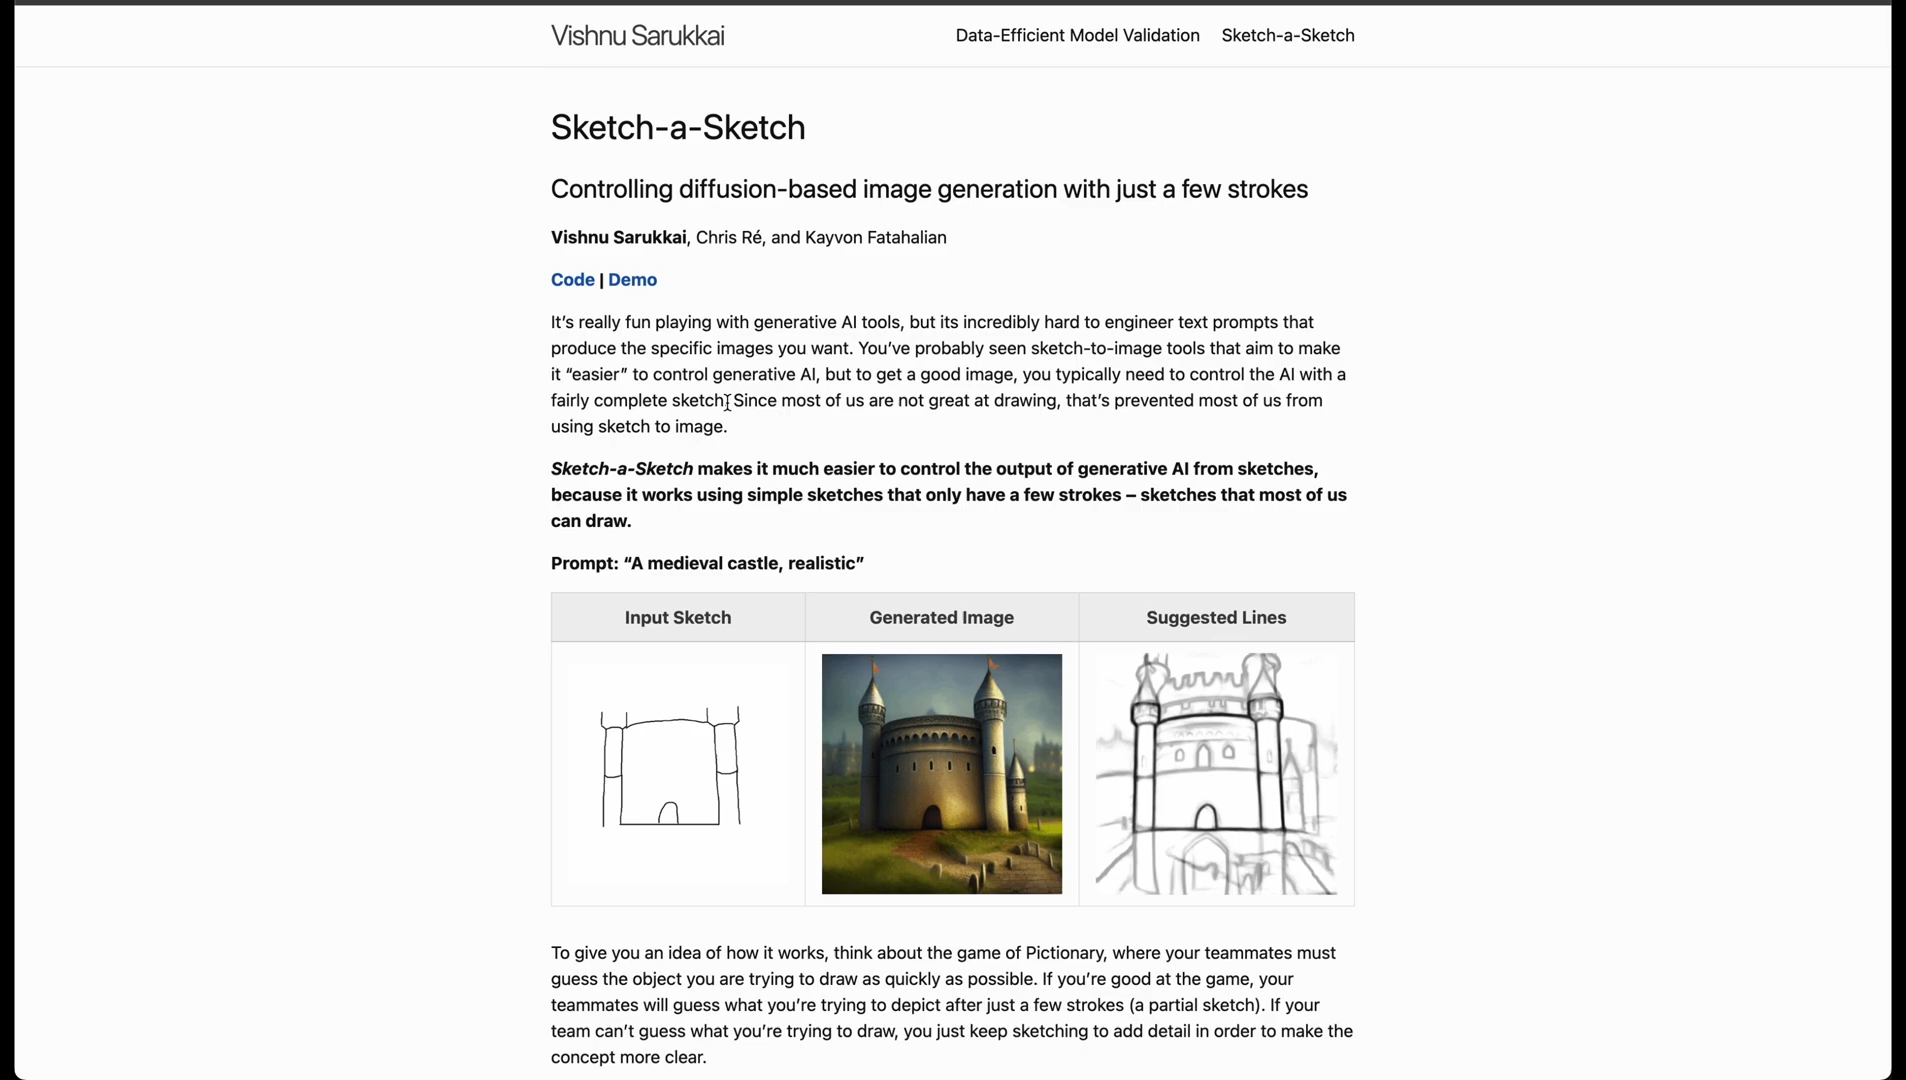 Vishnu Sarukkai
Data-Efficient Model Validation Sketch-a-Sketch
Sketch-a-Sketch
Controlling diffusion-based image generation with just a few strokes
Vishnu Sarukkai, Chris Ré, and Kayvon Fatahalian
Code | Demo
It’s really fun playing with generative AI tools, but its incredibly hard to engineer text prompts that
produce the specific images you want. You’ve probably seen sketch-to-image tools that aim to make
it “easier” to control generative AI, but to get a good image, you typically need to control the AI with a
fairly complete sketch. Since most of us are not great at drawing, that’s prevented most of us from
using sketch to image.
Sketch-a-Sketch makes it much easier to control the output of generative AI from sketches,
because it works using simple sketches that only have a few strokes – sketches that most of us
can draw.
Prompt: “A medieval castle, realistic”
Input Sketch Generated Image Suggested Lines
To give you an idea of how it works, think about the game of Pictionary, where your teammates must
guess the object you are trying to draw as quickly as possible. If you’re good at the game, your
teammates will guess what you’re trying to depict after just a few strokes (a partial sketch). If your
team can’t guess what you’re trying to draw, you just keep sketching to add detail in order to make the
concept more clear.